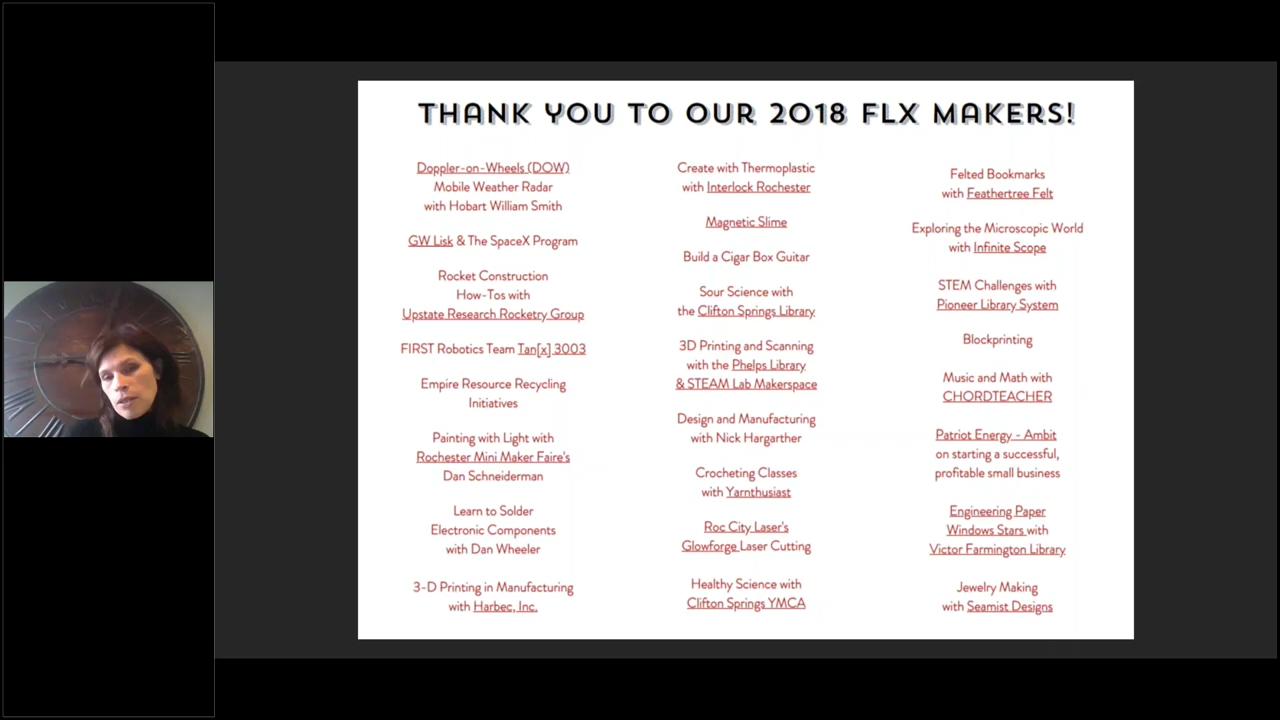 THANK YOU TO OUR 2018 FLX MAKERS!
Doppler-on-Wheels (DOW)
Mobile Weather Radar
with Hobart William Smith
GW Lisk & The SpaceX Program
Rocket Construction
How-Tos with
Upstate Research Rocketry Group
FIRST Robotics Team Tan[x] 3003
Empire Resource Recycling
Initiatives
Painting with Light with
Rochester Mini Maker Faire's
Dan Schneiderman
Learn to Solder
Electronic Components
with Dan Wheeler
3-D Printing in Manufacturing
with Harbec, Inc.
Create with Thermoplastic
with Interlock Rochester
Magnetic Slime
Build a Cigar Box Guitar
Sour Science with
the Clifton Springs Library
3D Printing and Scanning
with the Phelps Library
& STEAM Lab Makerspace
Design and Manufacturing
with Nick Hargarther
Crocheting Classes
with Yarnthusiast
Roc City Laser's
Glowforge Laser Cutting
Healthy Science with
Clifton Springs YMCA
Felted Bookmarks
with Feathertree Felt
Exploring the Microscopic World
with Infinite Scope
STEM Challenges with
Pioneer Library System
Blockprinting
Music and Math with
CHORDTEACHER
Patriot Energy - Ambit
on starting a successful,
profitable small business
Engineering Paper
Windows Stars with
Victor Farmington Library
Jewelry Making
with Seamist Designs